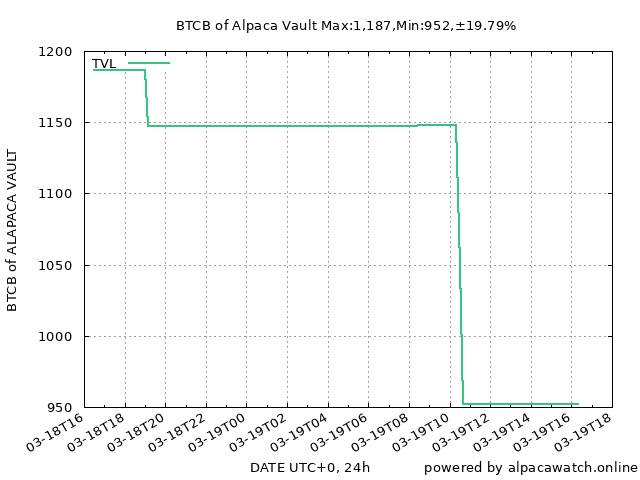 BTCB of Alpaca Vault Max:1,187,Min:952,±19.79%
TVL
1200
1150
1100
1050
1000
950
BTCB of ALAPACA VAULT
03-18T16
03-18T18
03-18T20
03-18T22
03-19T00
03-19T02
03-19T04
03-19T06
03-19T08
03-19T10
03-19T12
03-19T14
03-19T16
03-19T18
DATE UTC+0, 24h
powered by alpacawatch.online